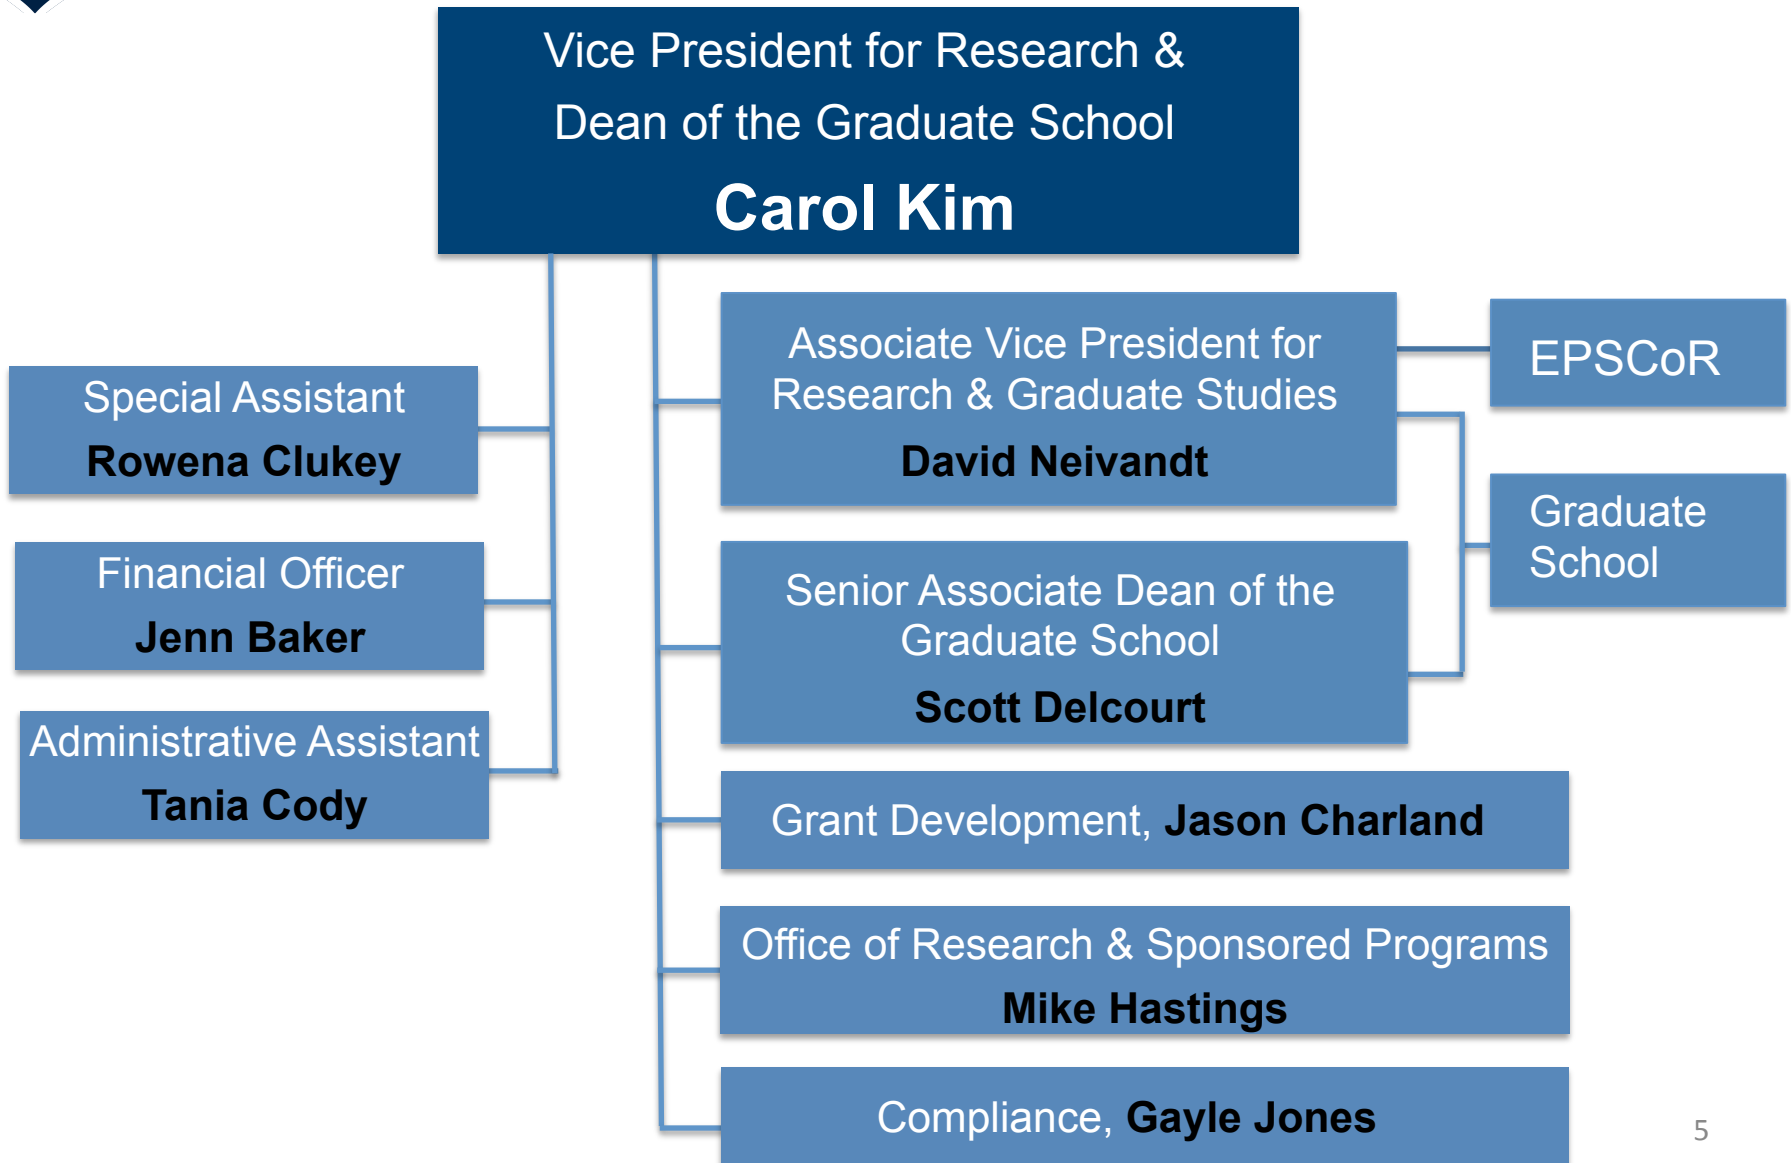 Vice President for Research &
Dean of the Graduate School
Carol Kim
Special Assistant
Rowena Clukey
Financial Officer
Jenn Baker
Administrative Assistant
Tania Cody
Associate Vice President for
Research & Graduate Studies
David Neivandt
EPSCoR
Graduate
School
Senior Associate Dean of the
Graduate School
Scott Delcourt
Grant Development, Jason Charland
Office of Research & Sponsored Programs
Mike Hastings
Compliance, Gayle Jones
5